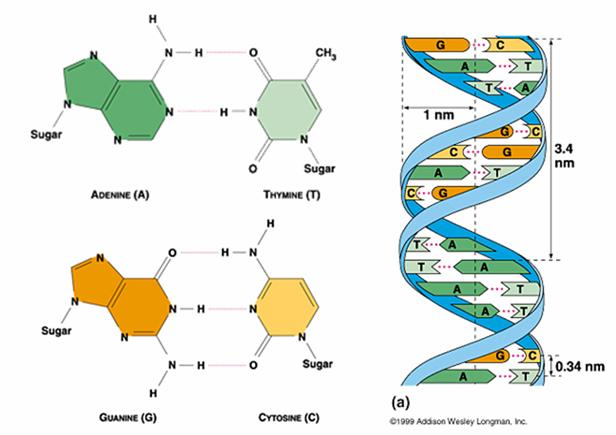 H
N H O CH3
N
N H N
N N N
Sugar O Sugar
ADENINE (A) THYMINE (T)
H
O H N
N
N H N
N N N
Sugar N H O Sugar
H
GUANINE (G) CYTOSINE (C)
G C
A T
T A
1 nm
G C
C G
3.4 nm
A T
C G
T A
T A
A T
A T
G C
0.34 nm
A T
(a)
©1999 Addison Wesley Longman, Inc.